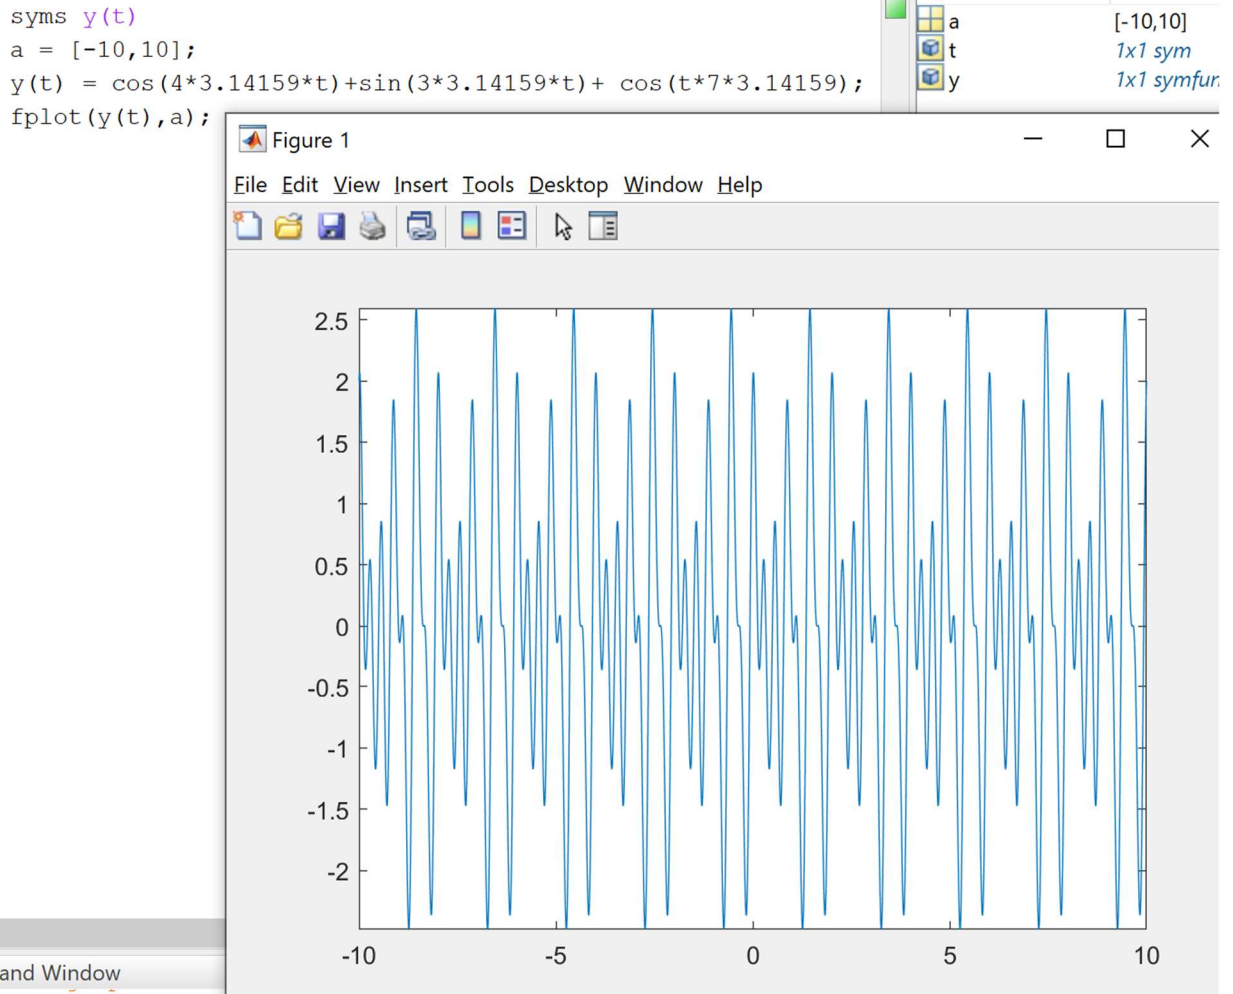 syms y(t)
a = [-10,10];
y(t) = cos(4*3.14159*t)+sin(3*3.14159*t)+ cos(t*7*3.14159);
fplot(y(t),a);
a [-10,10]
t 1x1 sym
y 1x1 symfun
Figure 1
File Edit View Insert Tools Desktop Window Help
2.5
2
1.5
1
0.5
0
-0.5
-1
-1.5
-2
-10 -5 0 5 10
and Window